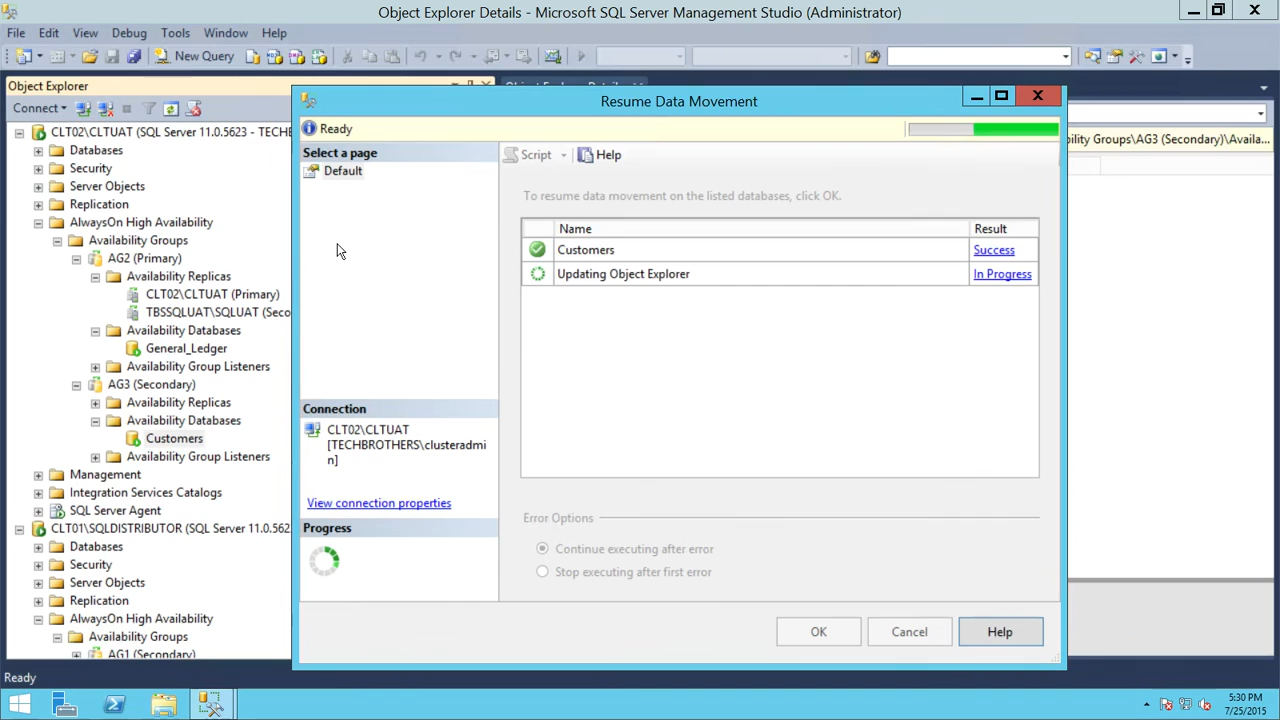 Object Explorer Details - Microsoft SQL Server Management Studio (Administrator)
File Edit View Debug Tools Window Help
New Query
Object Explorer
Connect
CLT02\CLTUAT (SQL Server 11.0.5623 - TECHB
Databases
Security
Server Objects
Replication
AlwaysOn High Availability
Availability Groups
AG2 (Primary)
Availability Replicas
CLT02\CLTUAT (Primary)
TBSSQLUAT\SQLUAT (Seco
Availability Databases
General_Ledger
Availability Group Listeners
AG3 (Secondary)
Availability Replicas
Availability Databases
Customers
Availability Group Listeners
Management
Integration Services Catalogs
SQL Server Agent
CLT01\SQLDISTRIBUTOR (SQL Server 11.0.562
Databases
Security
Server Objects
Replication
AlwaysOn High Availability
Availability Groups
AG1 (Secondary)
bility Groups\AG3 (Secondary)\Availa...
Resume Data Movement
Ready
Select a page
Default
Script Help
To resume data movement on the listed databases, click OK.
Name Result
Customers Success
Updating Object Explorer In Progress
Connection
CLT02\CLTUAT
[TECHBROTHERS\clusteradmi
n]
View connection properties
Progress
Error Options
Continue executing after error
Stop executing after first error
OK Cancel Help
Ready
5:30 PM
7/25/2015